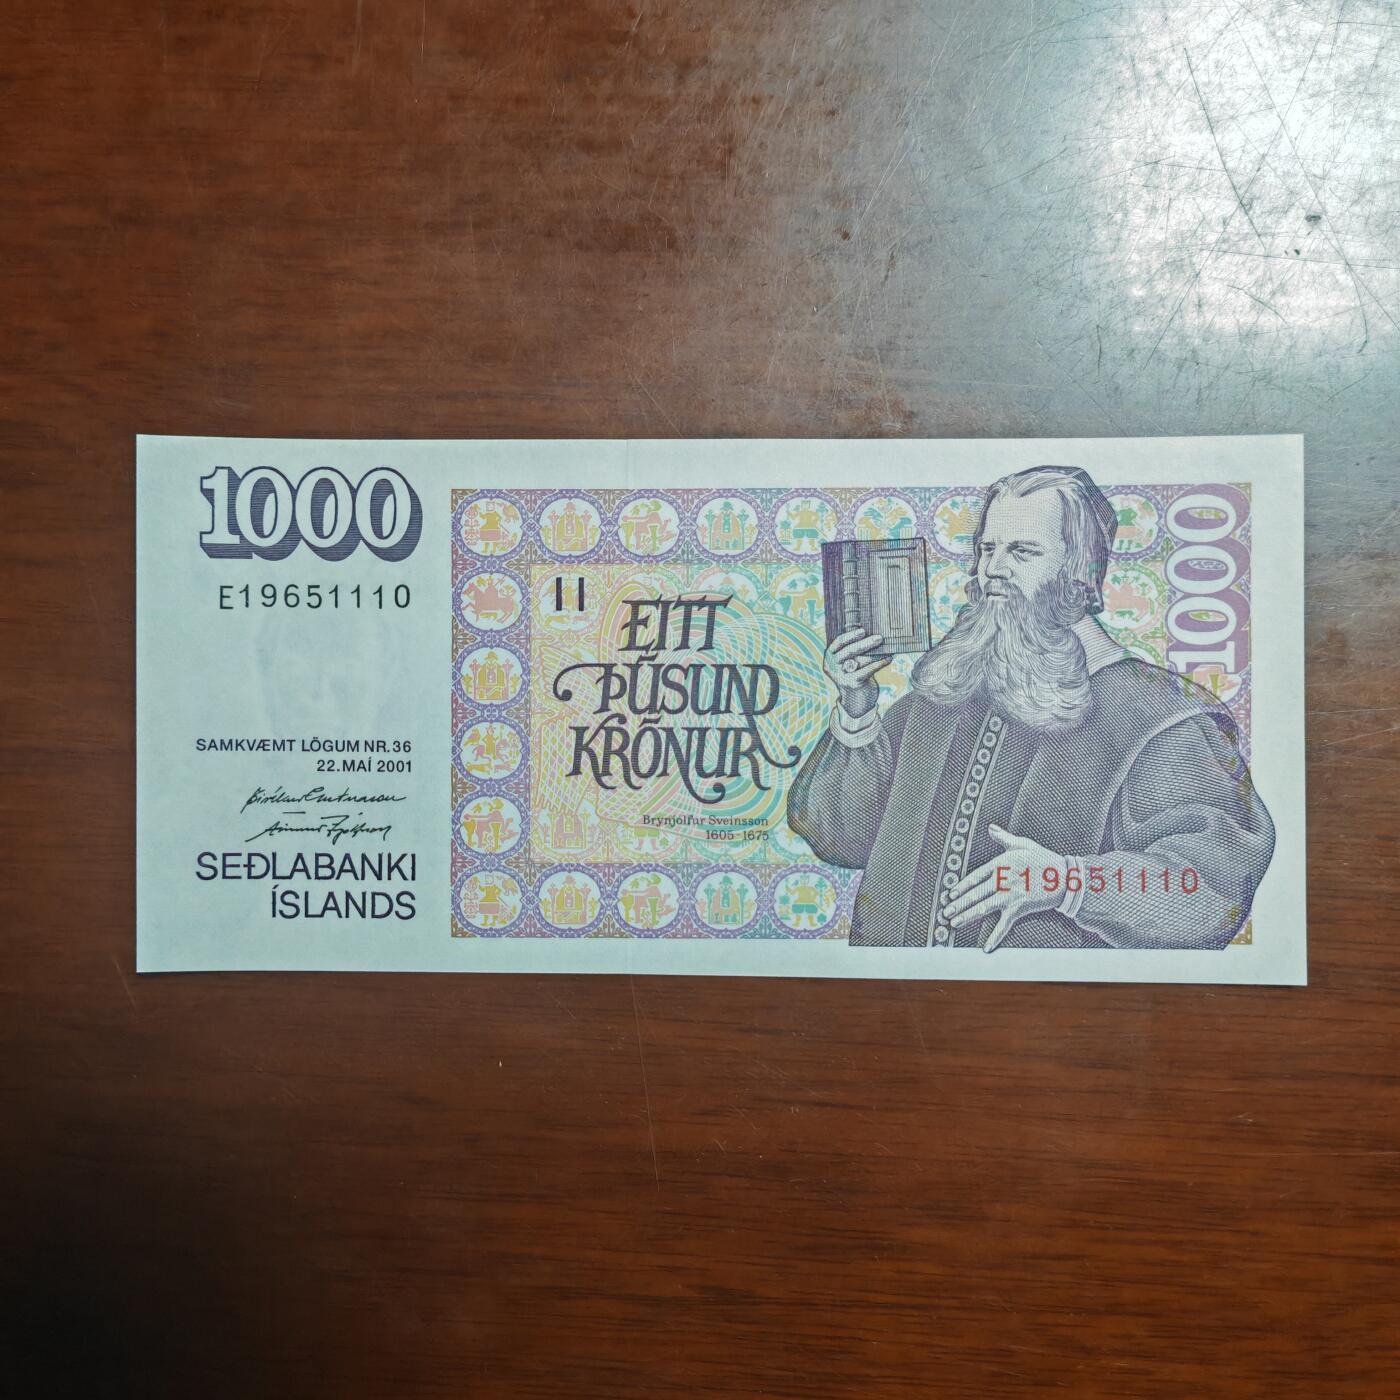 1000
E19651110
SAMKVÆMT LÖGUM NR.36
22.MAÍ 2001
SEÐLABANKI
ÍSLANDS
EITT
ÞÚSUND
KRÓNUR
Brynjólfur Sveinsson
1605-1675
1000
E19651110